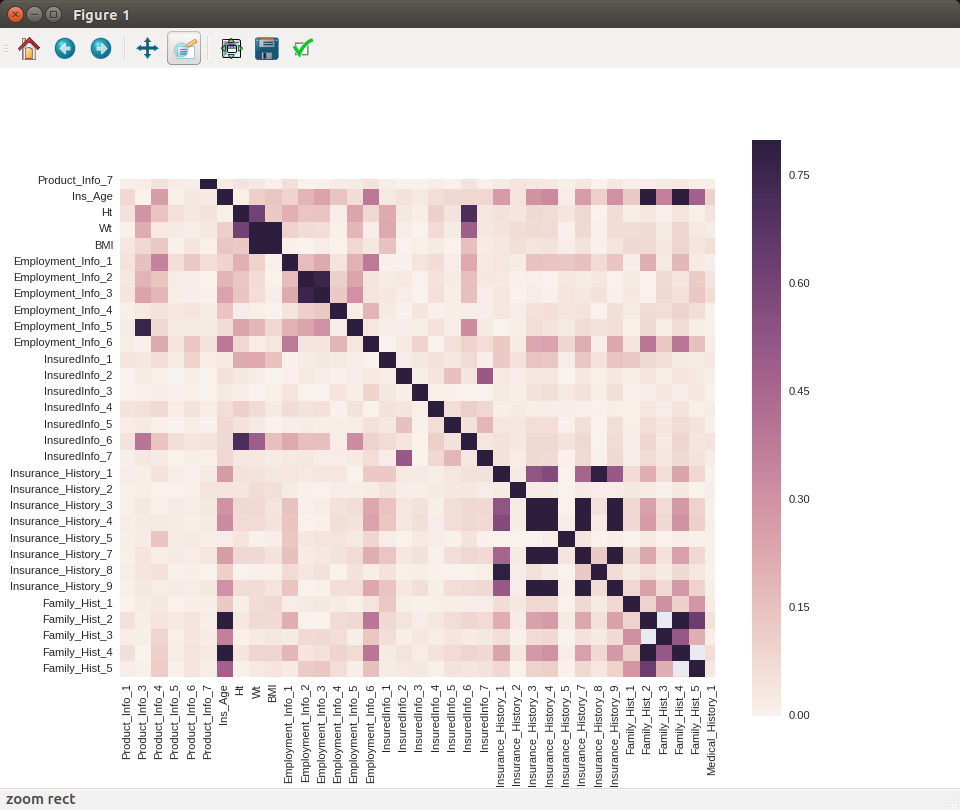 Figure 1
Product_Info_7
Ins_Age
Ht
Wt
BMI
Employment_Info_1
Employment_Info_2
Employment_Info_3
Employment_Info_4
Employment_Info_5
Employment_Info_6
InsuredInfo_1
InsuredInfo_2
InsuredInfo_3
InsuredInfo_4
InsuredInfo_5
InsuredInfo_6
InsuredInfo_7
Insurance_History_1
Insurance_History_2
Insurance_History_3
Insurance_History_4
Insurance_History_5
Insurance_History_7
Insurance_History_8
Insurance_History_9
Family_Hist_1
Family_Hist_2
Family_Hist_3
Family_Hist_4
Family_Hist_5
Product_Info_1
Product_Info_3
Product_Info_4
Product_Info_5
Product_Info_6
Product_Info_7
Ins_Age
Ht
Wt
BMI
Employment_Info_1
Employment_Info_2
Employment_Info_3
Employment_Info_4
Employment_Info_5
Employment_Info_6
InsuredInfo_1
InsuredInfo_2
InsuredInfo_3
InsuredInfo_4
InsuredInfo_5
InsuredInfo_6
InsuredInfo_7
Insurance_History_1
Insurance_History_2
Insurance_History_3
Insurance_History_4
Insurance_History_5
Insurance_History_7
Insurance_History_8
Insurance_History_9
Family_Hist_1
Family_Hist_2
Family_Hist_3
Family_Hist_4
Family_Hist_5
Medical_History_1
0.75
0.60
0.45
0.30
0.15
0.00
zoom rect